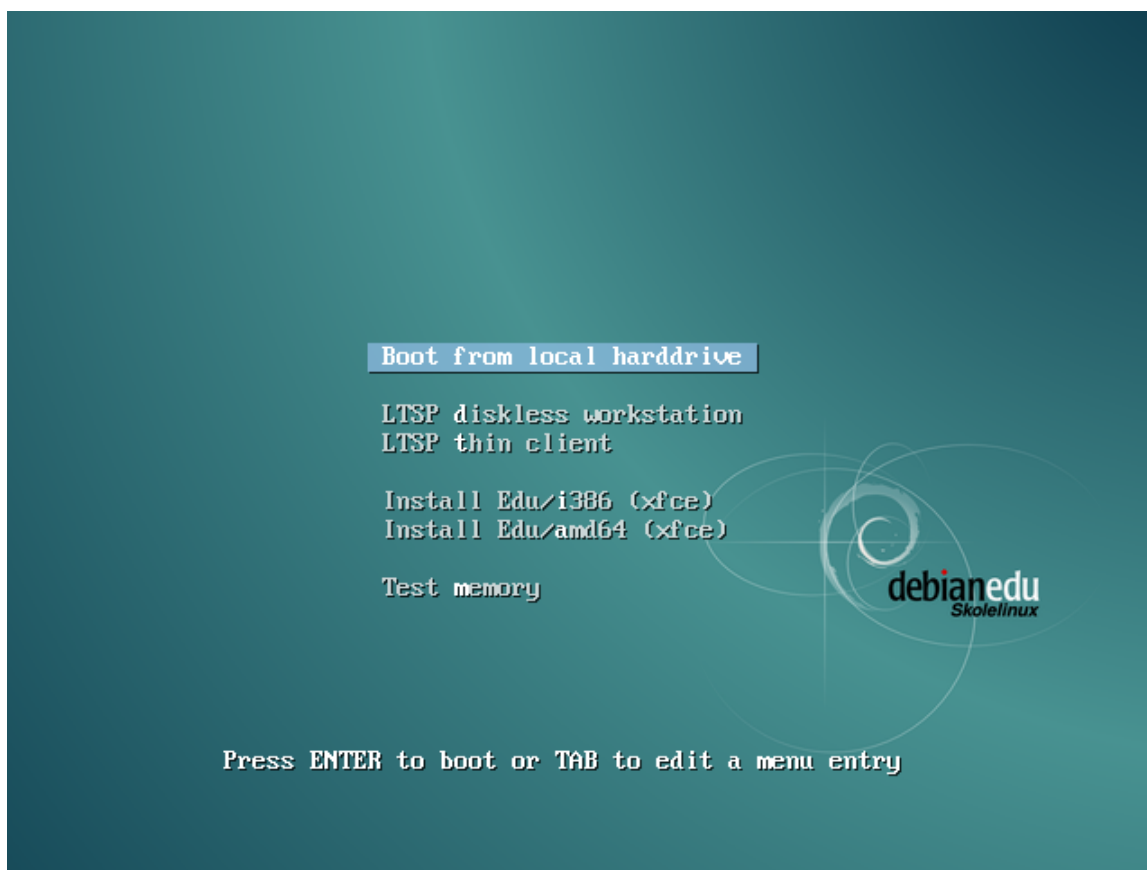 Boot from local harddrive
LTSP diskless workstation
LTSP thin client
Install Edu/i386 (xfce)
Install Edu/amd64 (xfce)
Test memory
debianedu
Skolelinux
Press ENTER to boot or TAB to edit a menu entry